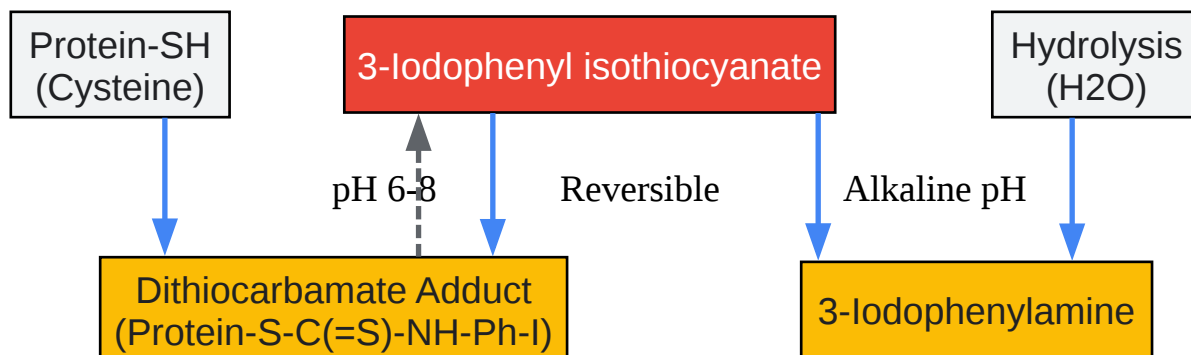 Protein-SH
(Cysteine)
3-Iodophenyl isothiocyanate
Hydrolysis
(H2O)
pH 6-8
Reversible
Alkaline pH
Dithiocarbamate Adduct
(Protein-S-C(=S)-NH-Ph-I)
3-Iodophenylamine